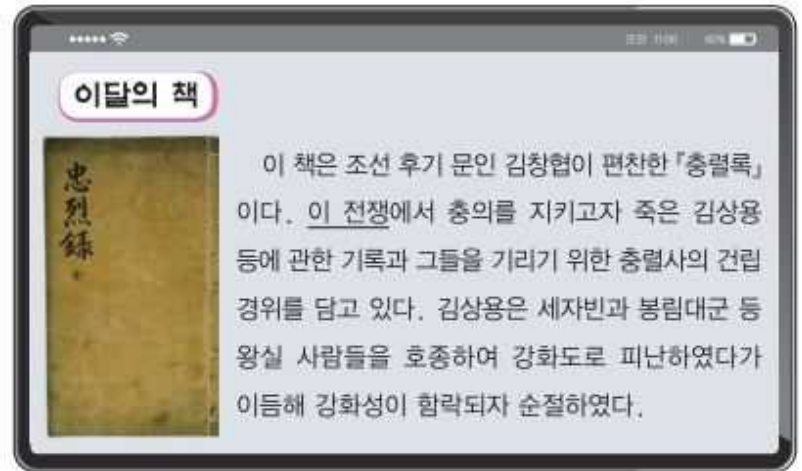 이달의 책
忠烈錄
이 책은 조선 후기 문인 김창협이 편찬한 『충렬록』
이다. 이 전쟁에서 충의를 지키고자 죽은 김상용
등에 관한 기록과 그들을 기리기 위한 충렬사의 건립
경위를 담고 있다. 김상용은 세자빈과 봉림대군 등
왕실 사람들을 호종하여 강화도로 피난하였다가
이듬해 강화성이 함락되자 순절하였다.